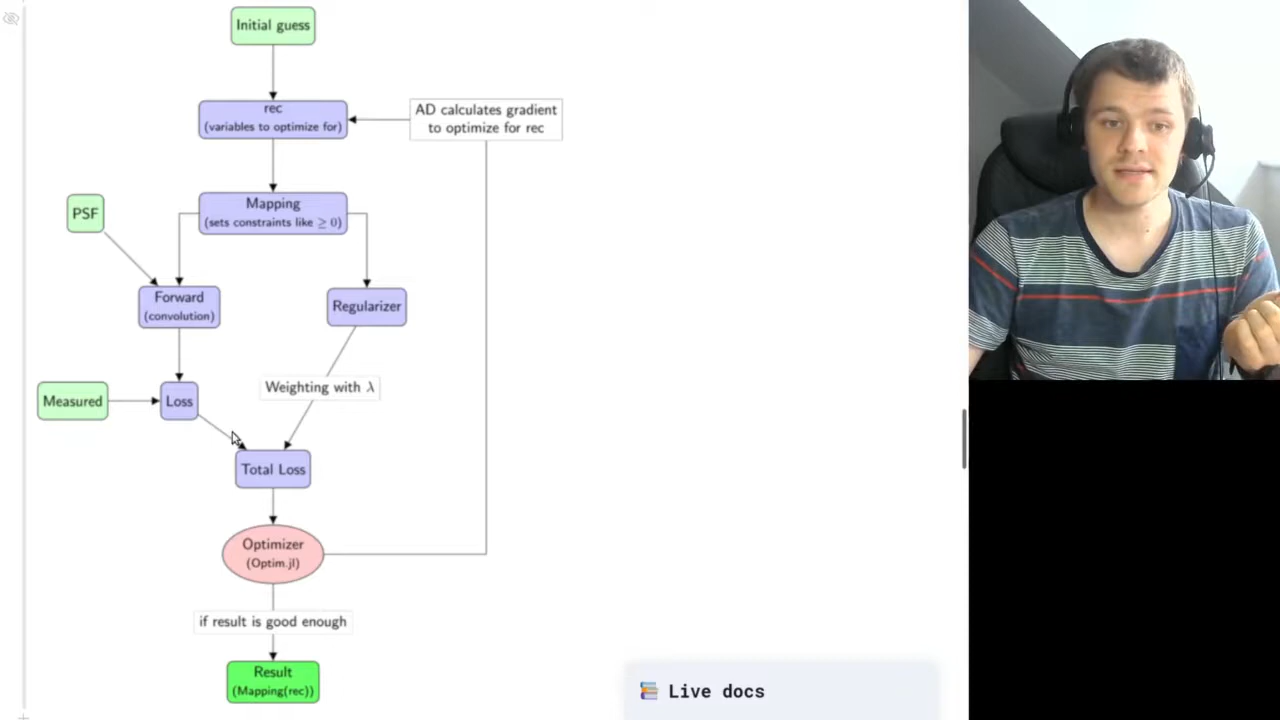 Initial guess
rec
(variables to optimize for)
AD calculates gradient
to optimize for rec
Mapping
(sets constraints like ≥ 0)
PSF
Forward
(convolution)
Regularizer
Weighting with λ
Measured
Loss
Total Loss
Optimizer
(Optim.jl)
if result is good enough
Result
(Mapping(rec))
Live docs